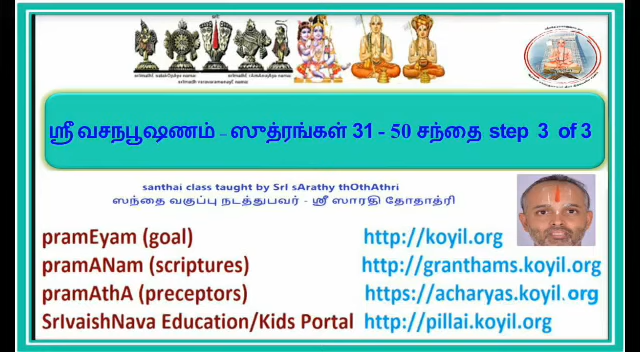 ஸ்ரீ வசநபூஷணம் – ஸுத்ரங்கள் 31 - 50 சந்தை step 3 of 3
santhai class taught by SrI sArathy thOthAthri
ஸந்தை வகுப்பு நடத்துபவர் - ஸ்ரீ ஸாரதி தோதாத்ரி
pramEyam (goal) http://koyil.org
pramANam (scriptures) http://granthams.koyil.org
pramAthA (preceptors) https://acharyas.koyil.org
SrIvaishNava Education/Kids Portal http://pillai.koyil.org